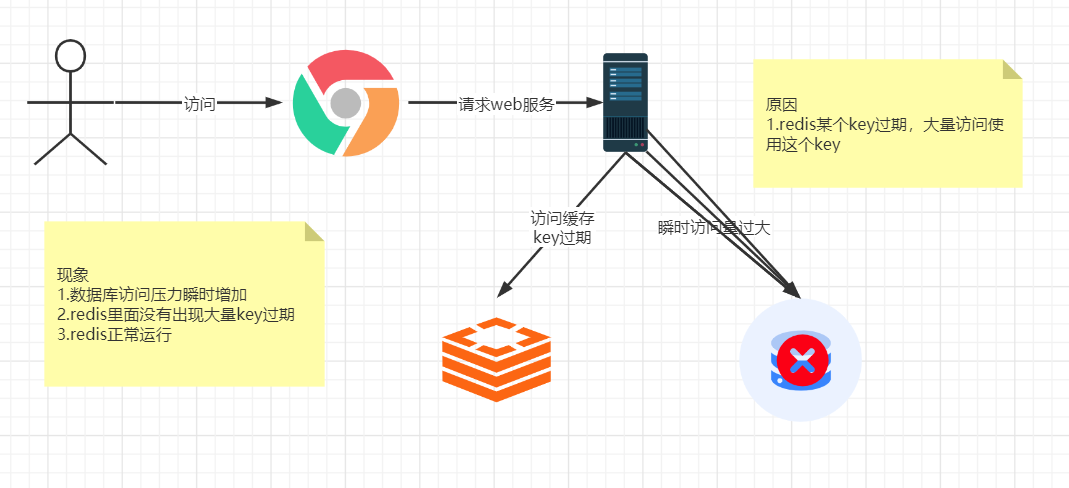 访问
请求web服务
原因
1.redis某个key过期，大量访问使
用这个key
访问缓存
key过期
瞬时访问量过大
现象
1.数据库访问压力瞬时增加
2.redis里面没有出现大量key过期
3.redis正常运行